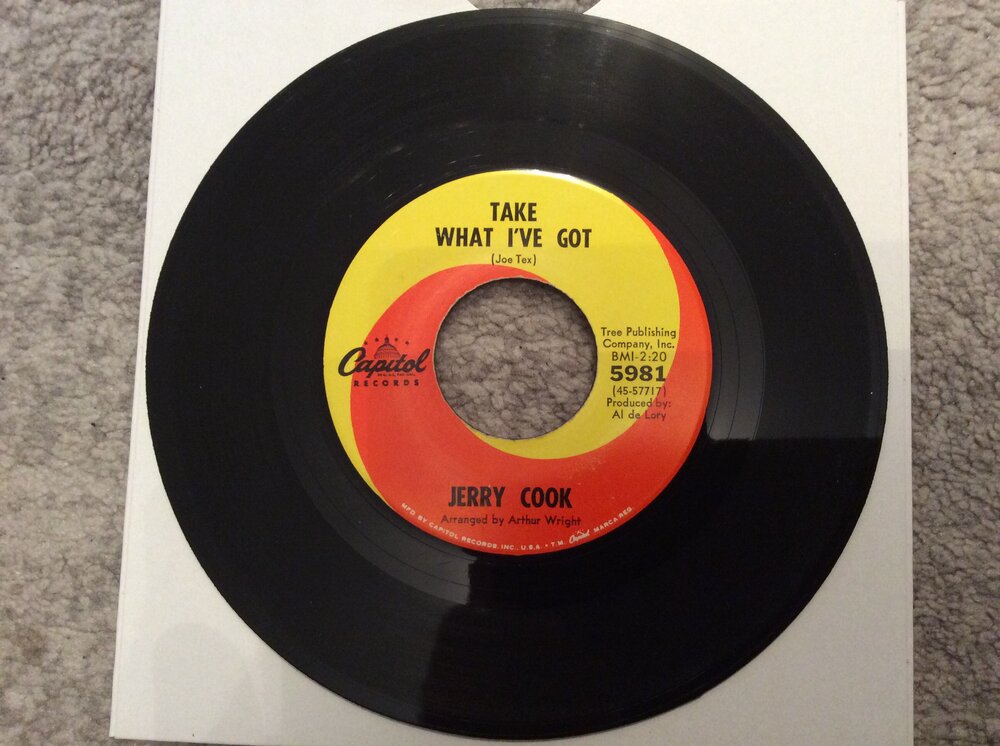 TAKE
WHAT I'VE GOT
(Joe Tex)
Capitol
RECORDS
Tree Publishing
Company, Inc.
BMI-2:20
5981
(45-57717)
Produced by:
Al de Lory
JERRY COOK
Arranged by Arthur Wright
MFD BY CAPITOL RECORDS, INC., U.S.A. • T.M. Capitol MARCA REG.